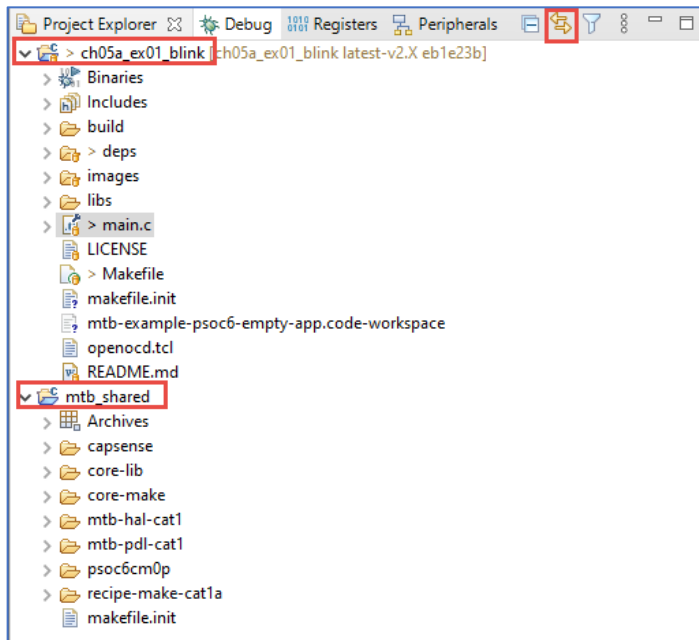 Project Explorer Debug 1010 0101 Registers Peripherals
> ch05a_ex01_blink [ch05a_ex01_blink latest-v2.X eb1e23b]
Binaries
Includes
build
> deps
images
libs
> main.c
LICENSE
> Makefile
makefile.init
mtb-example-psoc6-empty-app.code-workspace
openocd.tcl
README.md
mtb_shared
Archives
capsense
core-lib
core-make
mtb-hal-cat1
mtb-pdl-cat1
psoc6cm0p
recipe-make-cat1a
makefile.init